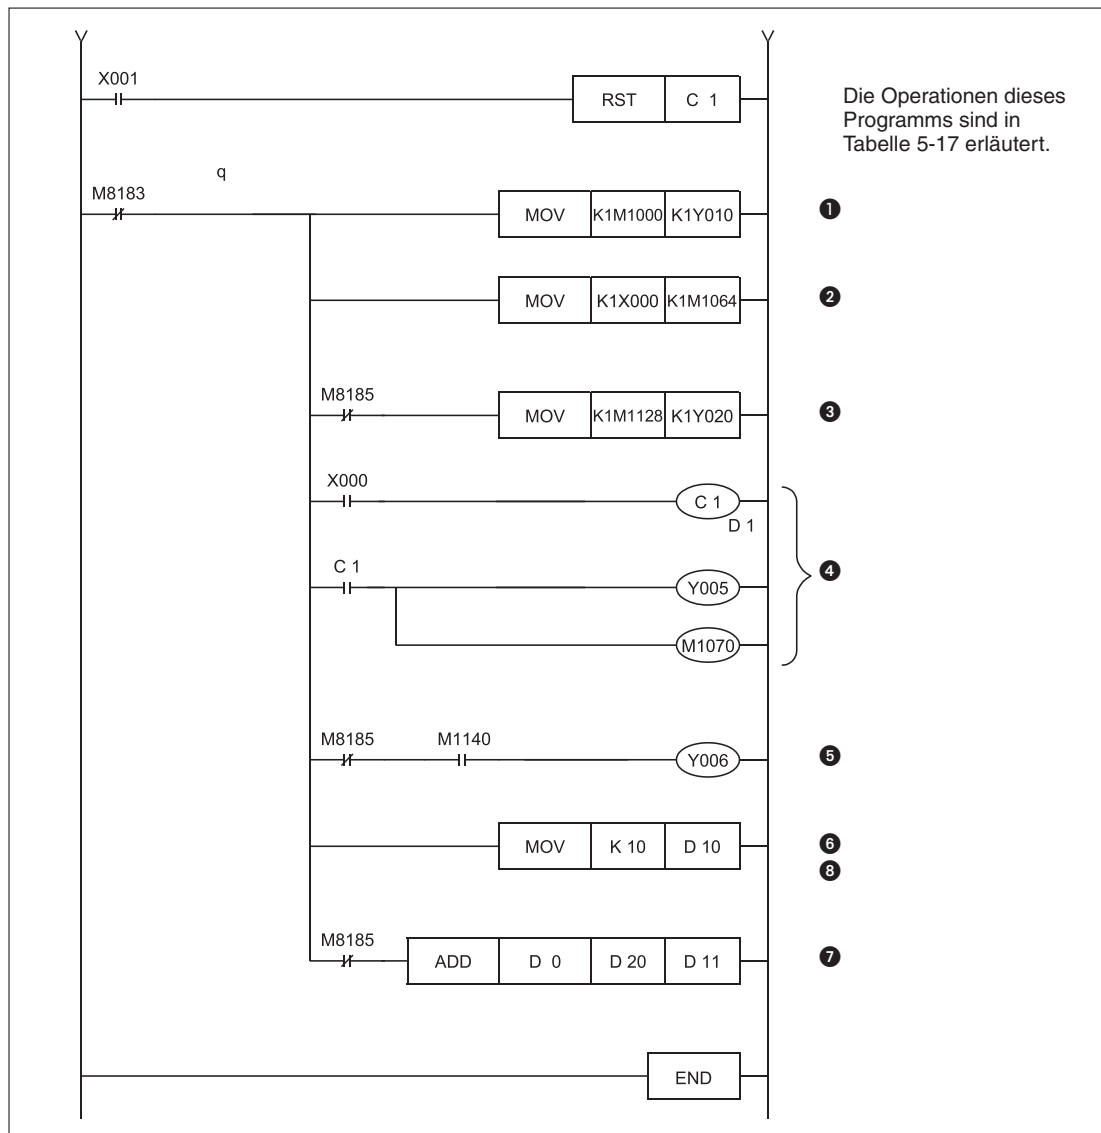 X001
RST C 1
Die Operationen dieses
Programms sind in
Tabelle 5-17 erläutert.
q
M8183
MOV K1M1000 K1Y010 ❶
MOV K1X000 K1M1064 ❷
M8185
MOV K1M1128 K1Y020 ❸
X000
C 1
D 1
C 1
Y005
❹
M1070
M8185 M1140
Y006 ❺
MOV K 10 D 10 ❻
❽
M8185
ADD D 0 D 20 D 11 ❼
END